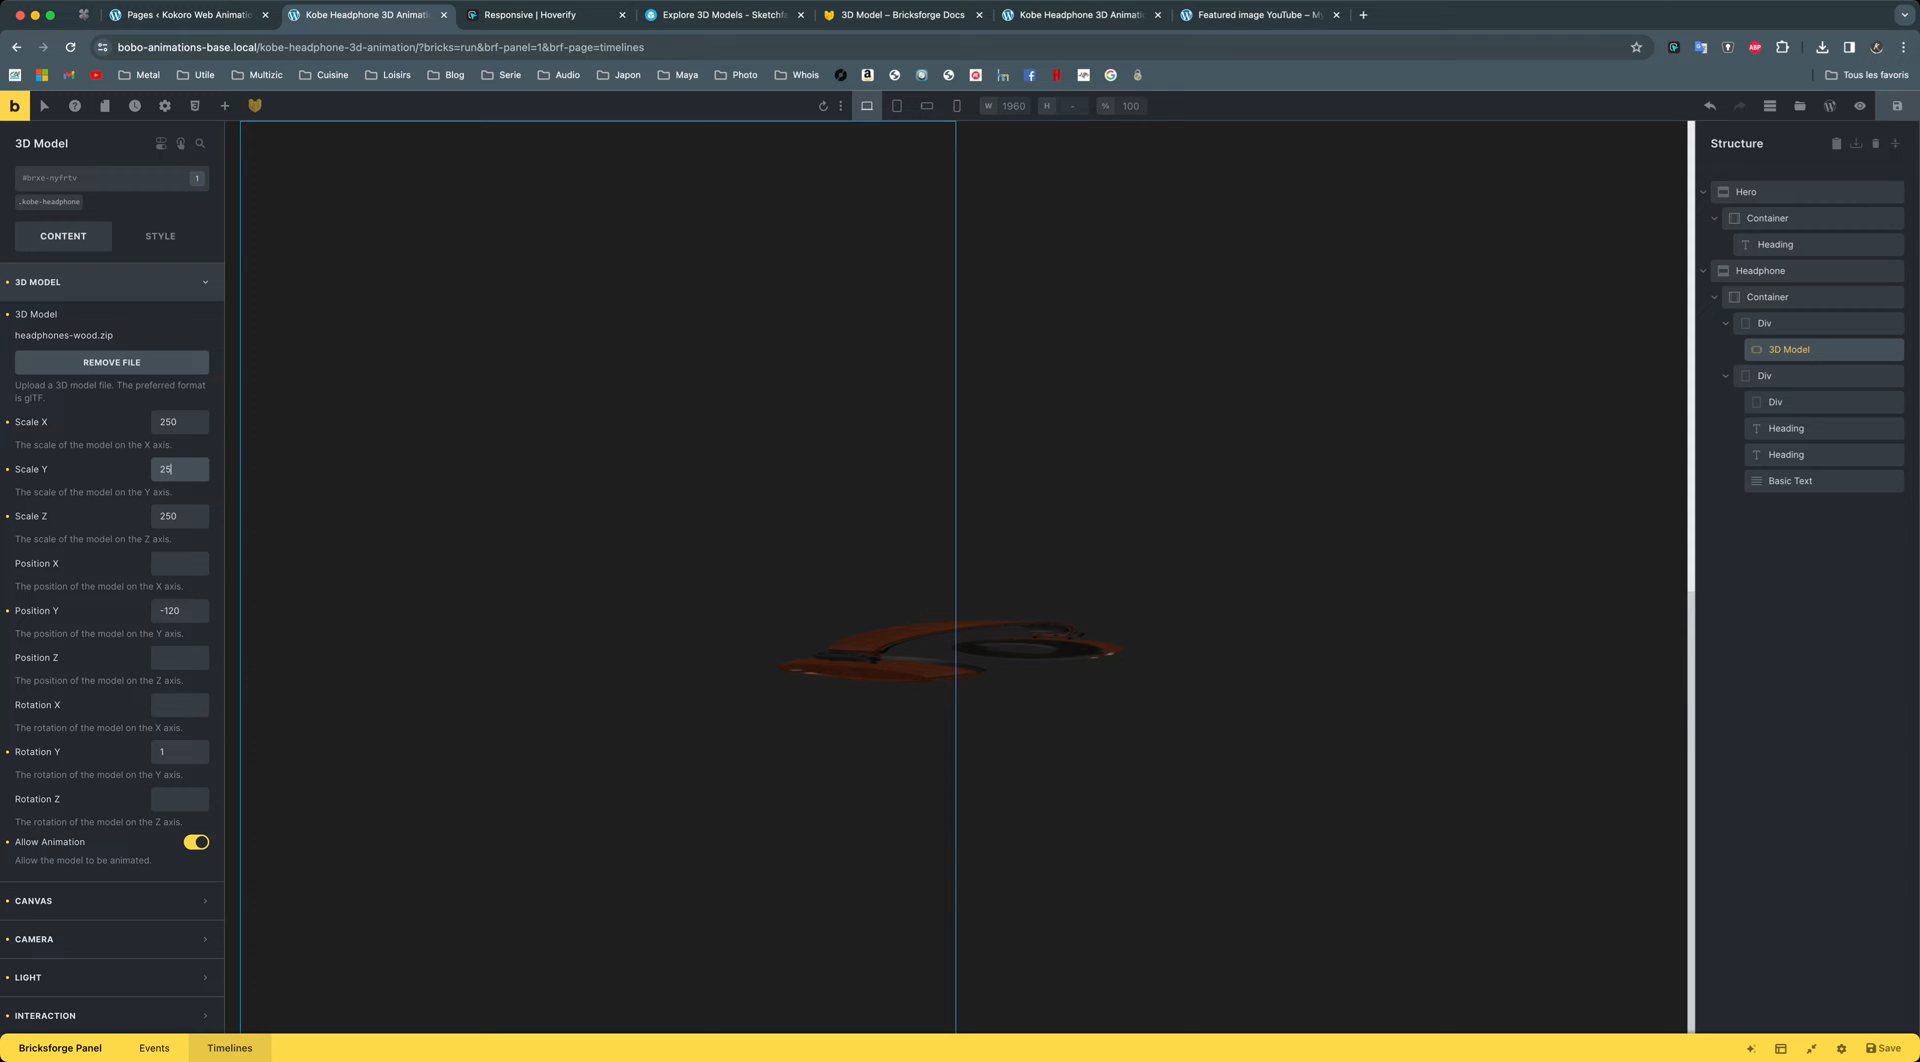 Pages ‹ Kokoro Web Animatio
Kobe Headphone 3D Animatio
Responsive | Hoverify
Explore 3D Models - Sketchfa
3D Model – Bricksforge Docs
Kobe Headphone 3D Animatio
Featured image YouTube – My
bobo-animations-base.local/kobe-headphone-3d-animation/?bricks=run&brf-panel=1&brf-page=timelines
Metal
Utile
Multizic
Cuisine
Loisirs
Blog
Serie
Audio
Japon
Maya
Photo
Whois
Tous les favoris
b
W 1960
H -
% 100
3D Model
#brxe-nyfrtv
1
.kobe-headphone
CONTENT
STYLE
3D MODEL
3D Model
headphones-wood.zip
REMOVE FILE
Upload a 3D model file. The preferred format
is glTF.
Scale X
250
The scale of the model on the X axis.
Scale Y
25
The scale of the model on the Y axis.
Scale Z
250
The scale of the model on the Z axis.
Position X
The position of the model on the X axis.
Position Y
-120
The position of the model on the Y axis.
Position Z
The position of the model on the Z axis.
Rotation X
The rotation of the model on the X axis.
Rotation Y
1
The rotation of the model on the Y axis.
Rotation Z
The rotation of the model on the Z axis.
Allow Animation
Allow the model to be animated.
CANVAS
CAMERA
LIGHT
INTERACTION
Structure
Hero
Container
Heading
Headphone
Container
Div
3D Model
Div
Div
Heading
Heading
Basic Text
Bricksforge Panel
Events
Timelines
Save